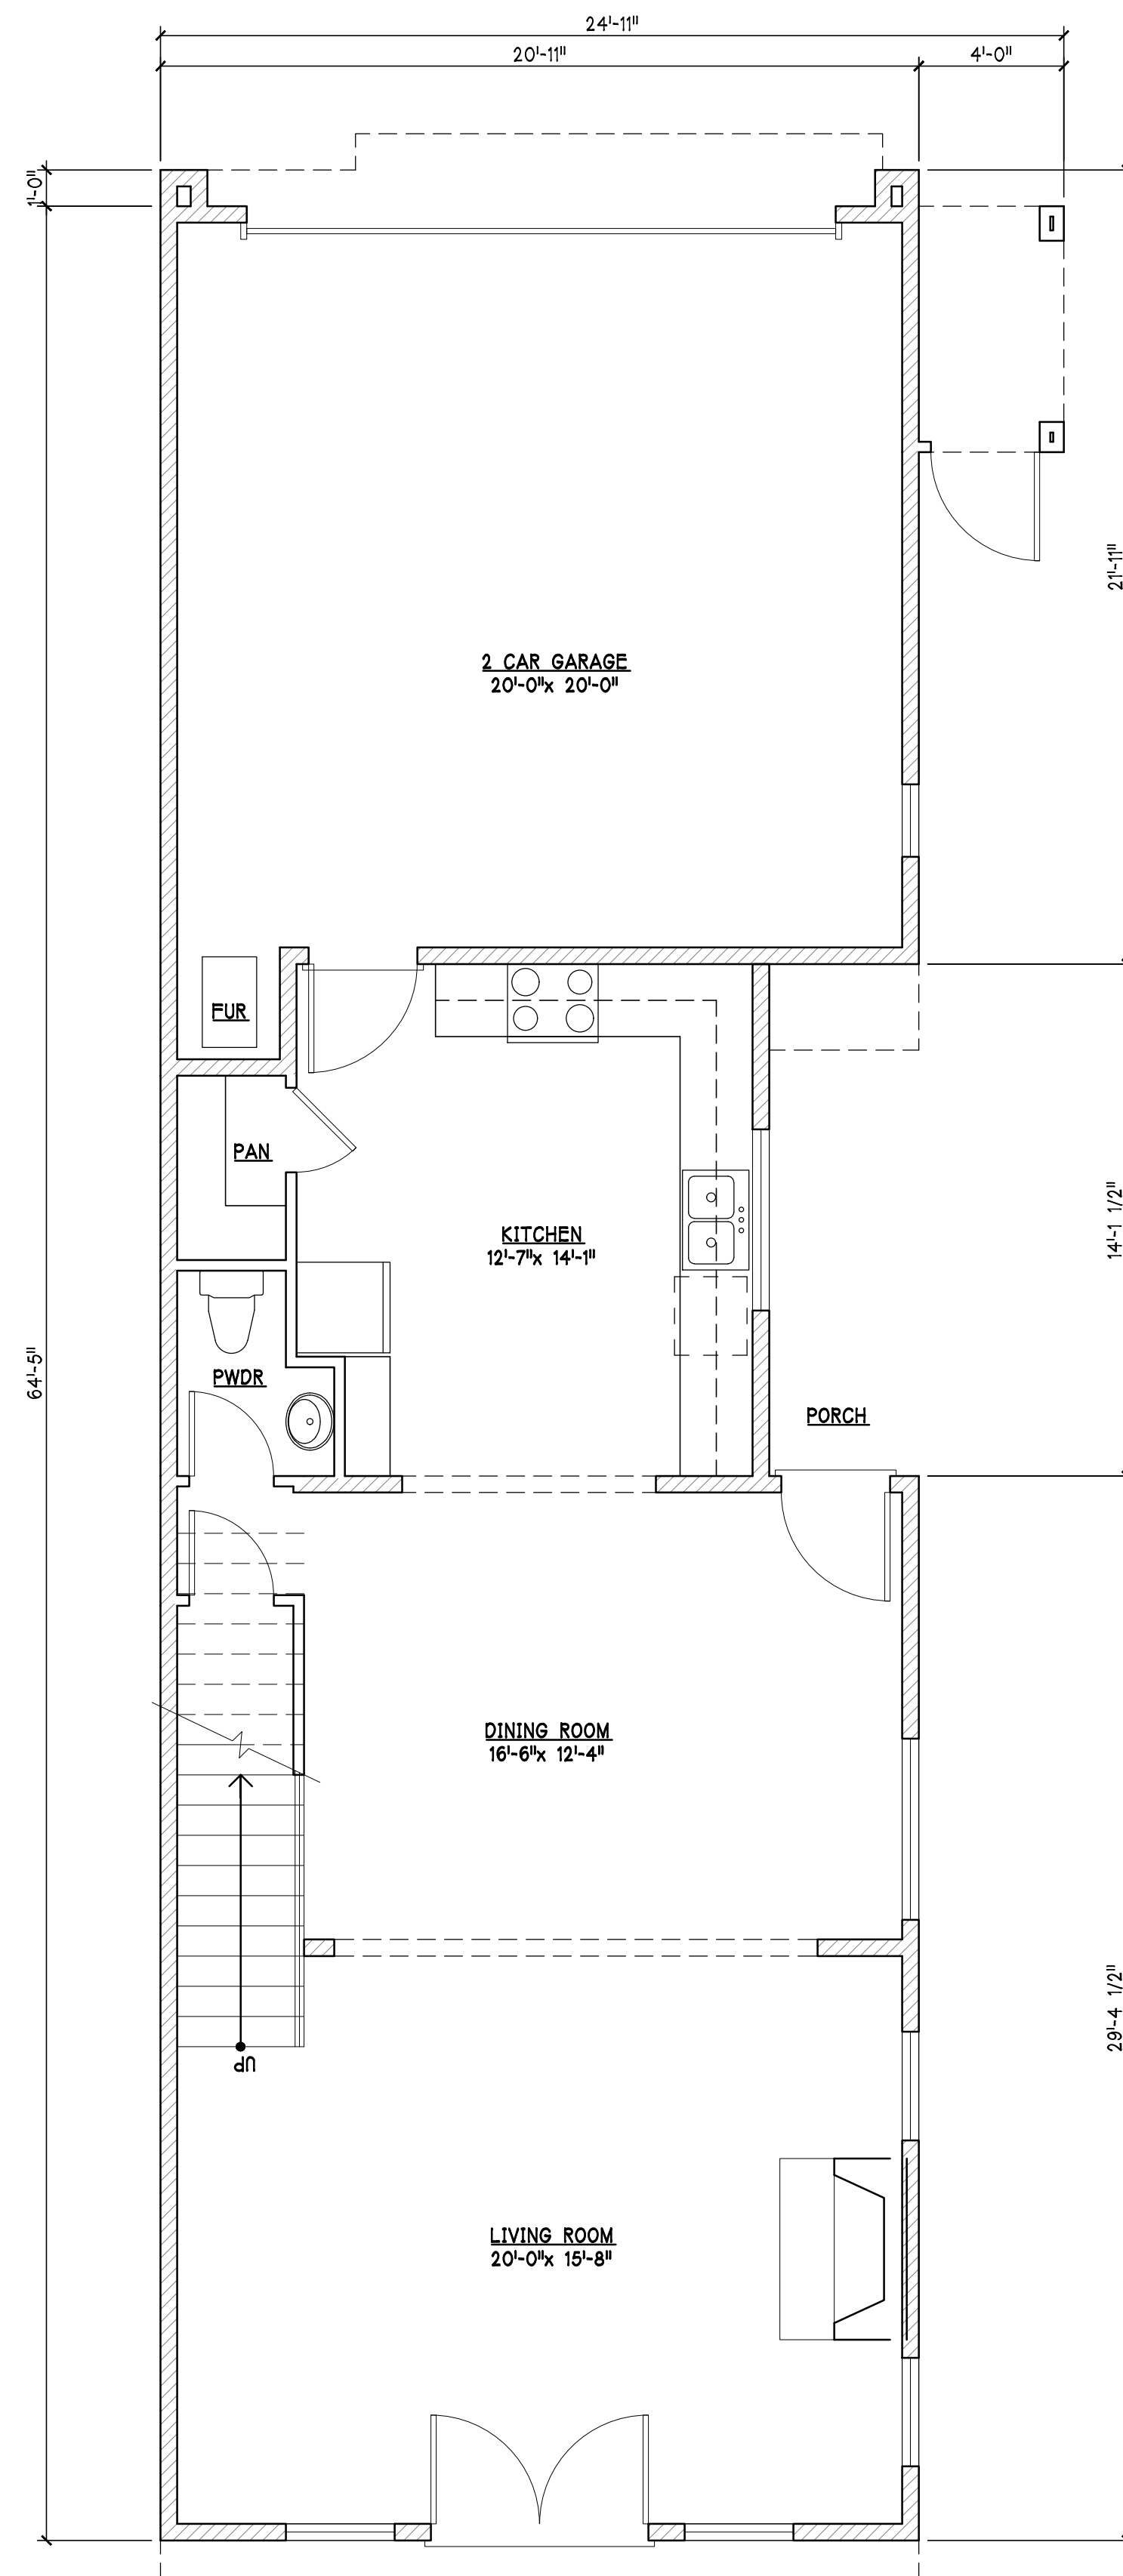 24'-11"
20'-11"
4'-0"
1'-0"
21'-11"
2 CAR GARAGE
20'-0"x 20'-0"
FUR
PAN
KITCHEN
12'-7"x 14'-1"
14'-1 1/2"
64'-5"
PWDR
PORCH
DINING ROOM
16'-6"x 12'-4"
29'-4 1/2"
UP
LIVING ROOM
20'-0"x 15'-8"